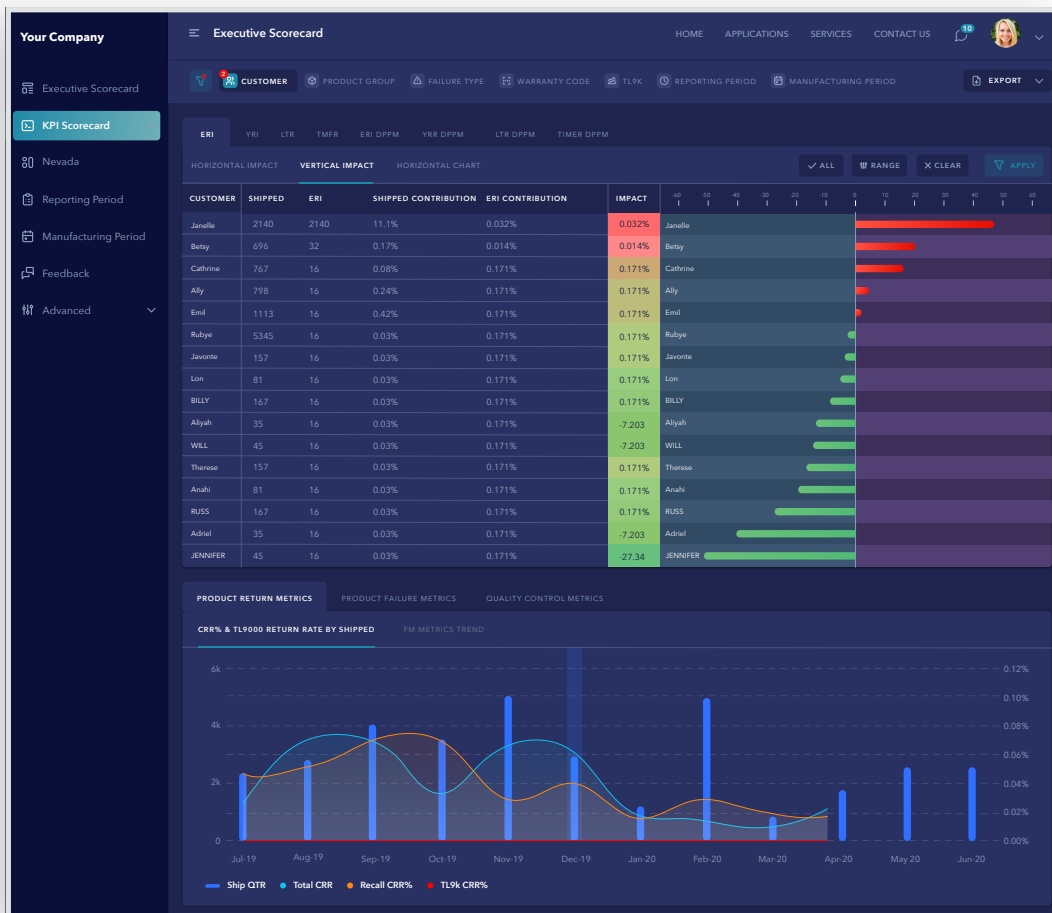 Your Company
Executive Scorecard
KPI Scorecard
Nevada
Reporting Period
Manufacturing Period
Feedback
Advanced
Executive Scorecard
HOME APPLICATIONS SERVICES CONTACT US 10
2 CUSTOMER PRODUCT GROUP FAILURE TYPE WARRANTY CODE TL9K REPORTING PERIOD MANUFACTURING PERIOD EXPORT
ERI YRI LTR TMFR ERI DPPM YRR DPPM LTR DPPM TIMER DPPM
HORIZONTAL IMPACT VERTICAL IMPACT HORIZONTAL CHART ALL RANGE CLEAR APPLY
CUSTOMER SHIPPED ERI SHIPPED CONTRIBUTION ERI CONTRIBUTION IMPACT -60 -50 -40 -30 -20 -10 0 10 20 30 40 50 60
Janelle 2140 2140 11.1% 0.032% 0.032% Janelle
Betsy 696 32 0.17% 0.014% 0.014% Betsy
Cathrine 767 16 0.08% 0.171% 0.171% Cathrine
Ally 798 16 0.24% 0.171% 0.171% Ally
Emil 1113 16 0.42% 0.171% 0.171% Emil
Rubye 5345 16 0.03% 0.171% 0.171% Rubye
Javonte 157 16 0.03% 0.171% 0.171% Javonte
Lon 81 16 0.03% 0.171% 0.171% Lon
BILLY 167 16 0.03% 0.171% 0.171% BILLY
Aliyah 35 16 0.03% 0.171% -7.203 Aliyah
WILL 45 16 0.03% 0.171% -7.203 WILL
Therese 157 16 0.03% 0.171% 0.171% Therese
Anahi 81 16 0.03% 0.171% 0.171% Anahi
RUSS 167 16 0.03% 0.171% 0.171% RUSS
Adriel 35 16 0.03% 0.171% -7.203 Adriel
JENNIFER 45 16 0.03% 0.171% -27.34 JENNIFER
PRODUCT RETURN METRICS PRODUCT FAILURE METRICS QUALITY CONTROL METRICS
CRR% & TL9000 RETURN RATE BY SHIPPED FM METRICS TREND
6k 0.12%
0.10%
4k 0.08%
0.06%
2k 0.04%
0.02%
0 0.00%
Jul-19 Aug-19 Sep-19 Oct-19 Nov-19 Dec-19 Jan-20 Feb-20 Mar-20 Apr-20 May 20 Jun-20
Ship QTR Total CRR Recall CRR% TL9k CRR%